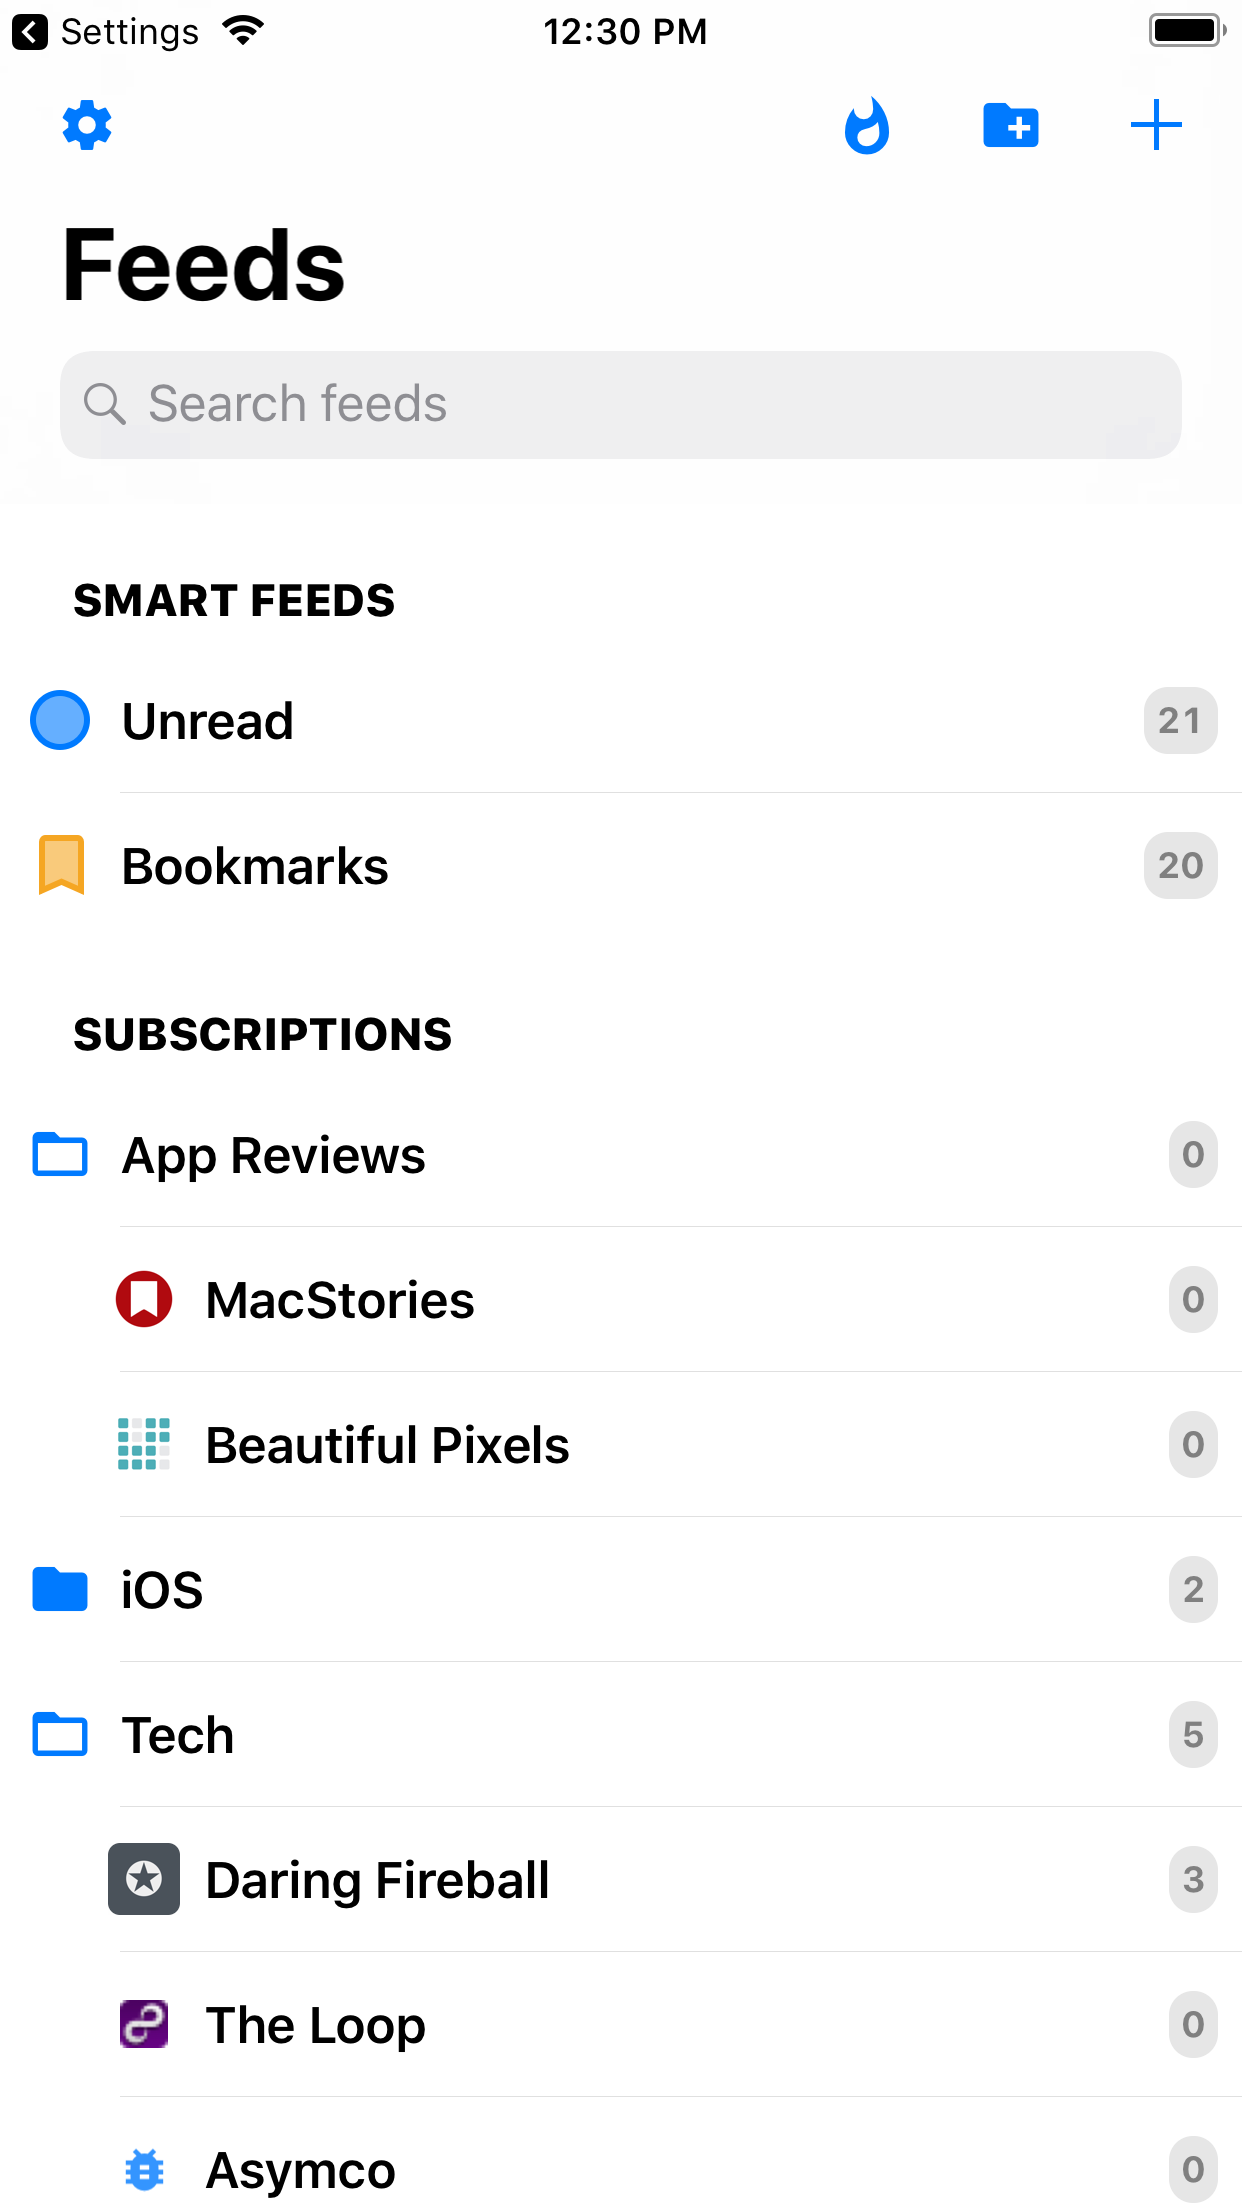 Settings 12:30 PM
Feeds
Search feeds
SMART FEEDS
Unread 21
Bookmarks 20
SUBSCRIPTIONS
App Reviews 0
MacStories 0
Beautiful Pixels 0
iOS 2
Tech 5
Daring Fireball 3
The Loop 0
Asymco 0